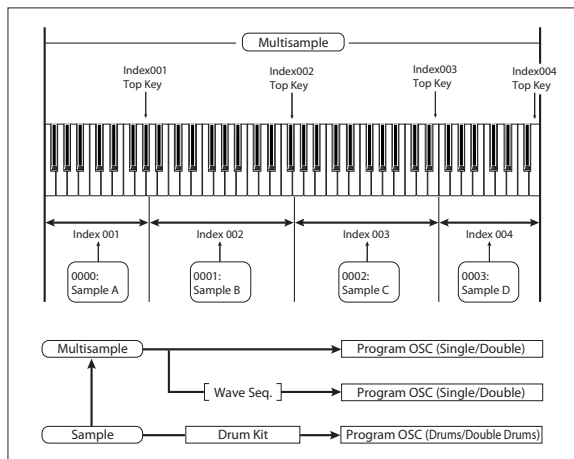 Multisample
Index001
Top Key
Index002
Top Key
Index003
Top Key
Index004
Top Key
Index 001
Index 002
Index 003
Index 004
0000:
Sample A
0001:
Sample B
0002:
Sample C
0003:
Sample D
Multisample
Program OSC (Single/Double)
Wave Seq.
Program OSC (Single/Double)
Sample
Drum Kit
Program OSC (Drums/Double Drums)